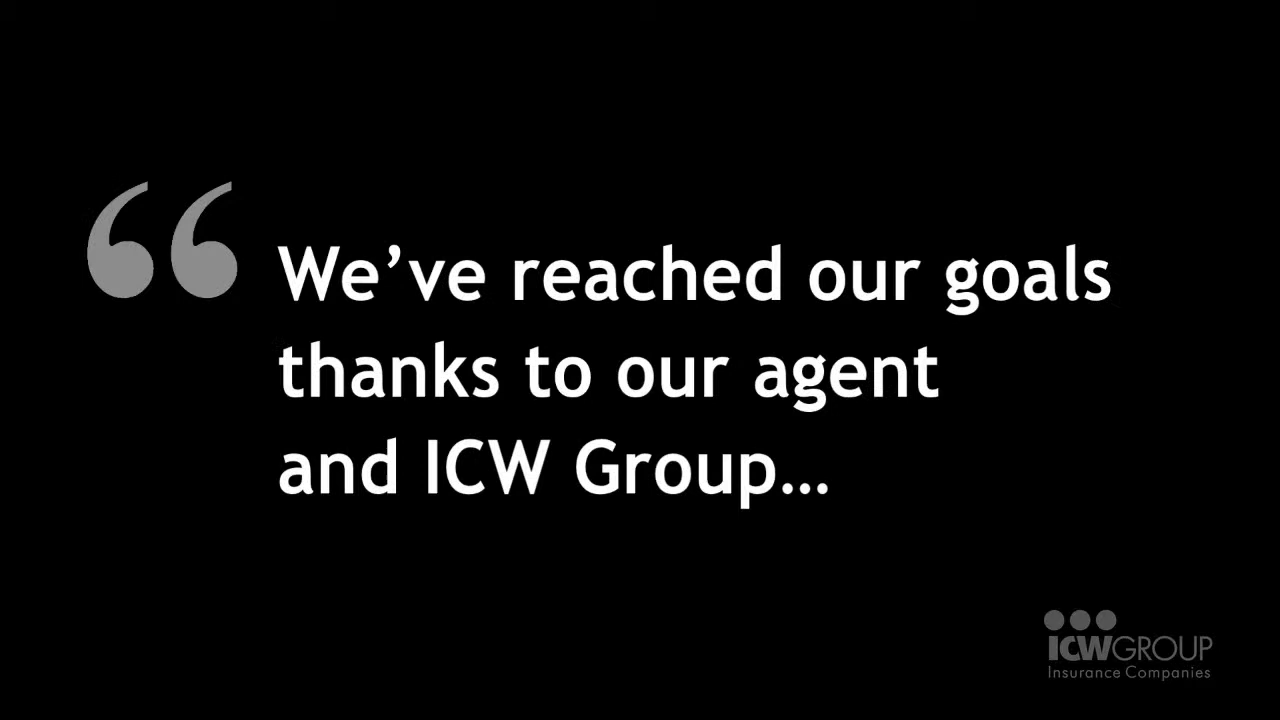 “We’ve reached our goals
thanks to our agent
and ICW Group…
ICWGROUP
Insurance Companies